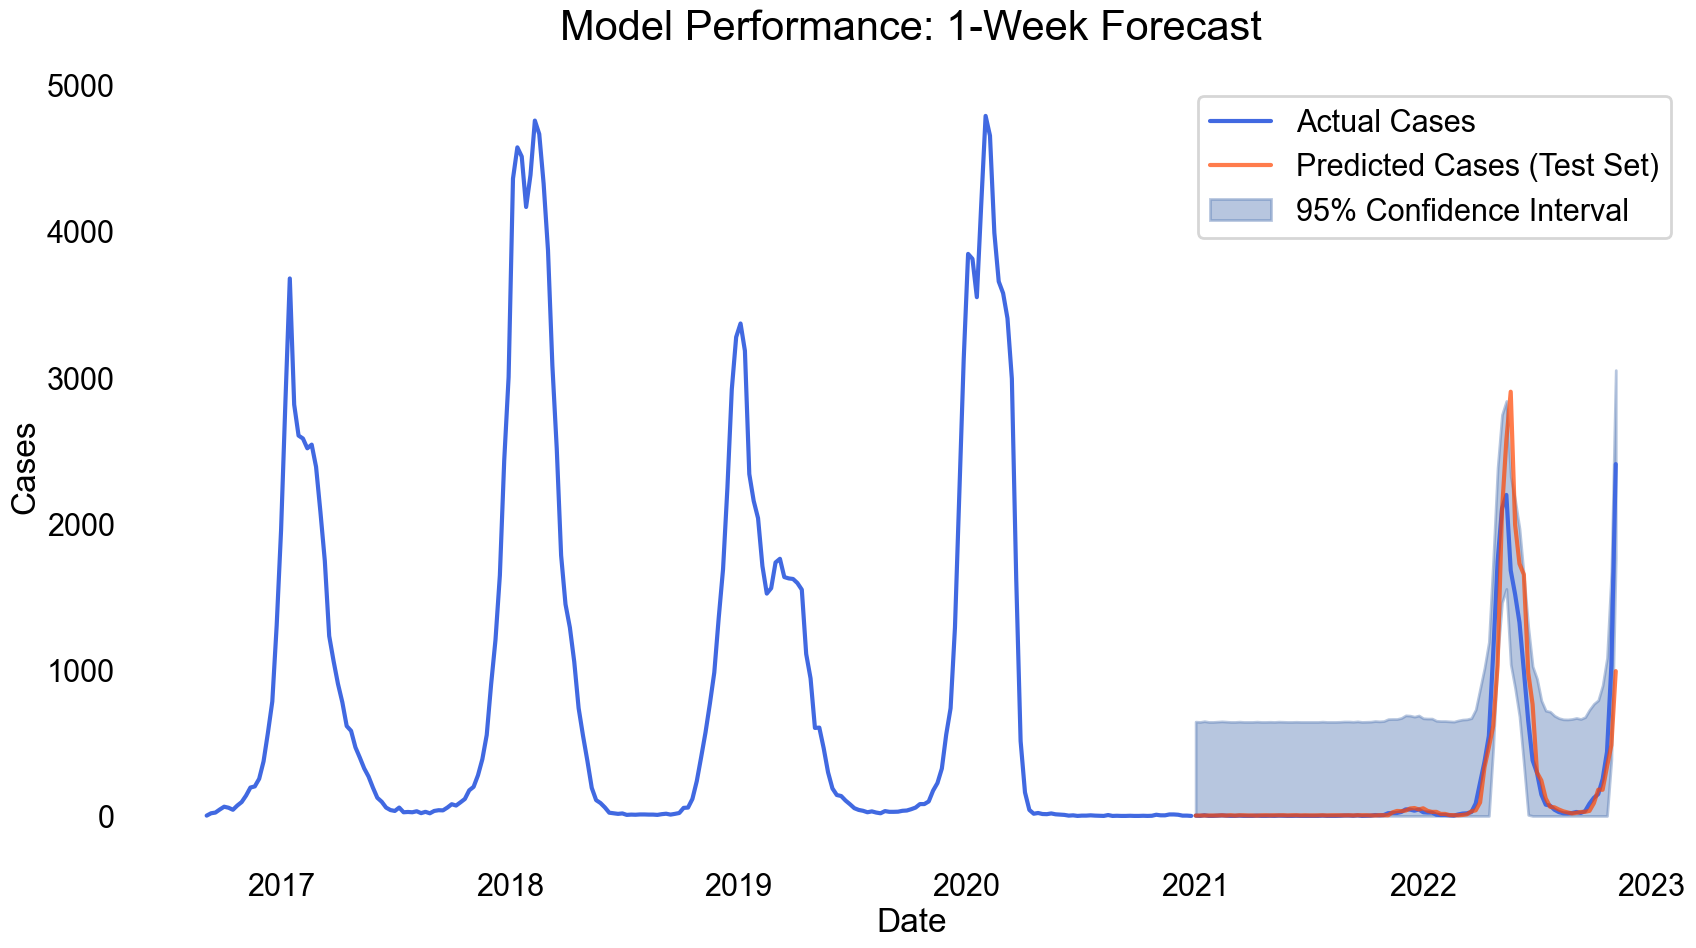 Model Performance: 1-Week Forecast
5000
4000
3000
2000
1000
0
Cases
Actual Cases
Predicted Cases (Test Set)
95% Confidence Interval
2017 2018 2019 2020 2021 2022 2023
Date